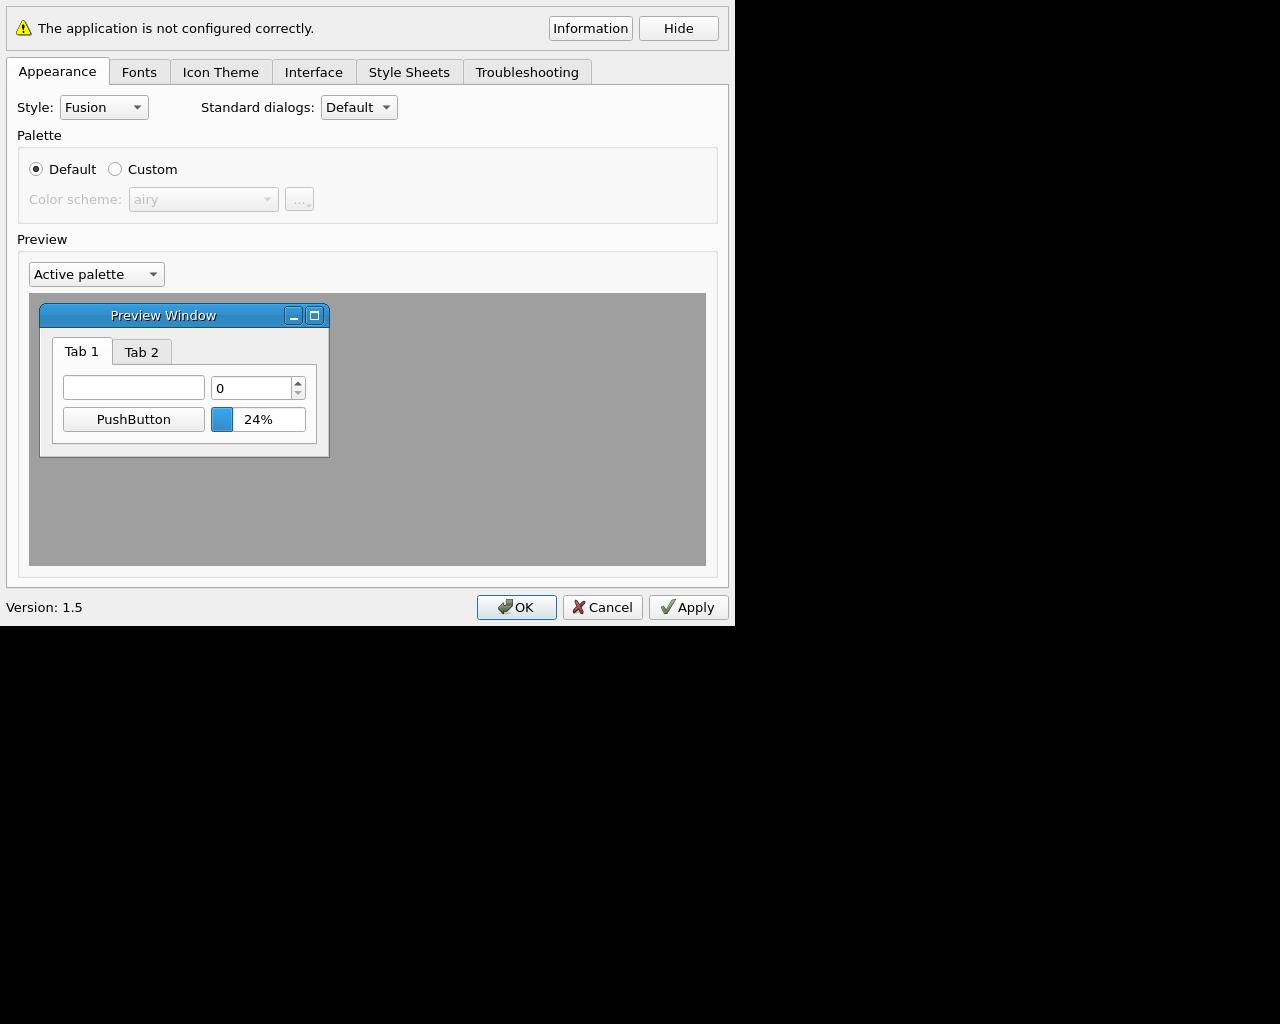 The application is not configured correctly. Information Hide
Appearance Fonts Icon Theme Interface Style Sheets Troubleshooting
Style: Fusion Standard dialogs: Default
Palette
Default Custom
Color scheme: airy ...
Preview
Active palette
Preview Window
Tab 1 Tab 2
0
PushButton 24%
Version: 1.5 OK Cancel Apply